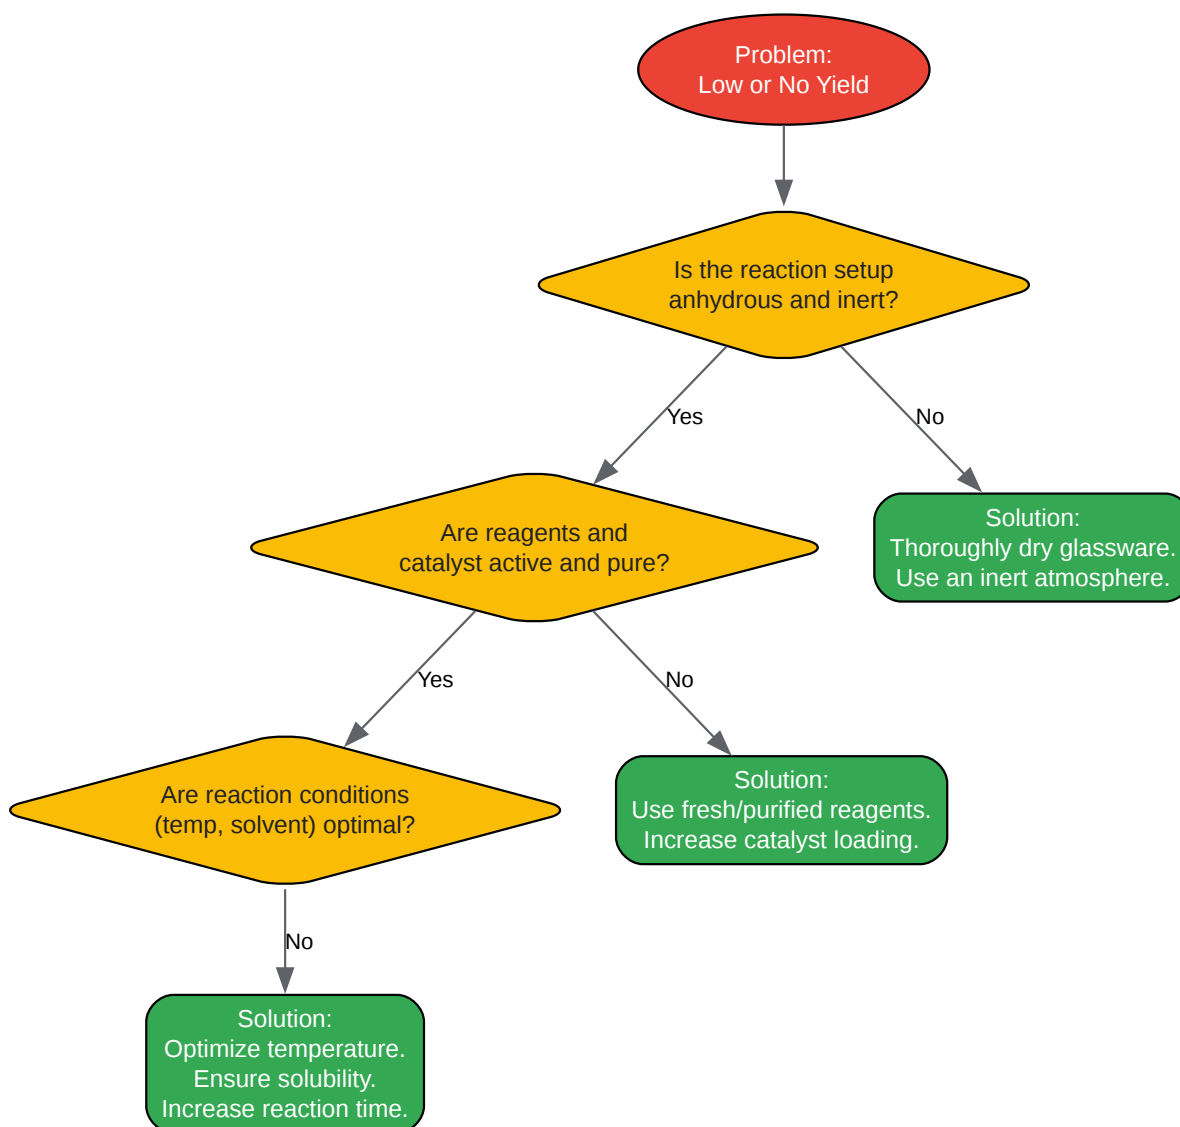 Problem:
Low or No Yield
Is the reaction setup
anhydrous and inert?
Yes
No
Are reagents and
catalyst active and pure?
Solution:
Thoroughly dry glassware.
Use an inert atmosphere.
Yes
No
Are reaction conditions
(temp, solvent) optimal?
Solution:
Use fresh/purified reagents.
Increase catalyst loading.
No
Solution:
Optimize temperature.
Ensure solubility.
Increase reaction time.